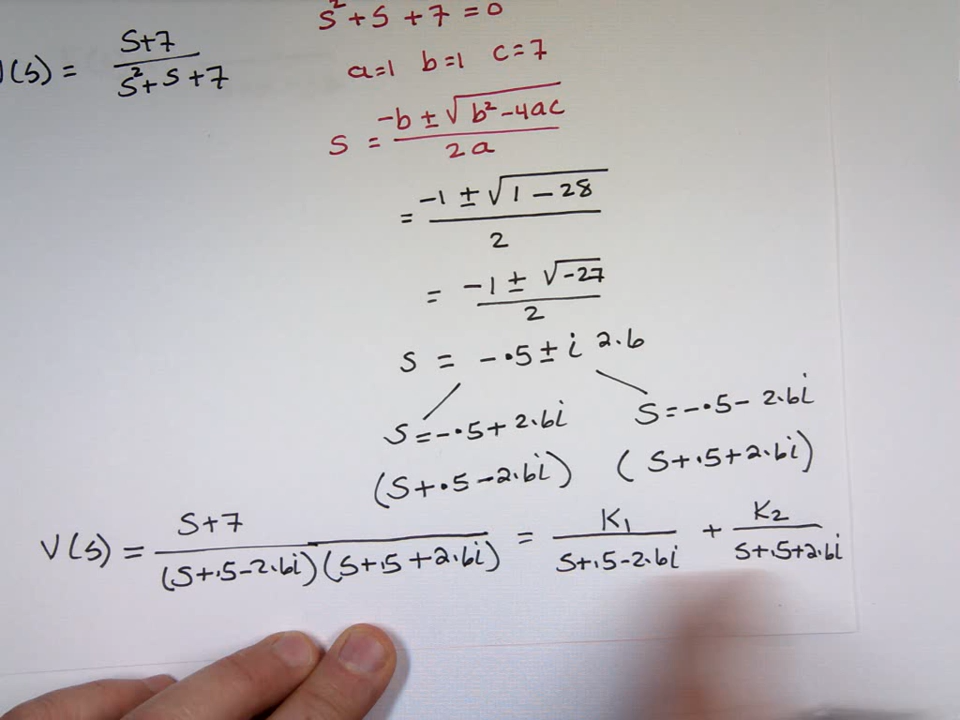 s² + s + 7 = 0
V(s) = (s+7)/(s² + s + 7)
a=1 b=1 c=7
s = (-b ± √(b² - 4ac))/(2a)
= (-1 ± √(1 - 28))/2
= (-1 ± √(-27))/2
s = -.5 ± i 2.6
s = -.5 + 2.6i s = -.5 - 2.6i
(s + .5 - 2.6i) (s + .5 + 2.6i)
V(s) = (s+7)/((s+.5-2.6i)(s+.5+2.6i)) = K₁/(s+.5-2.6i) + K₂/(s+.5+2.6i)